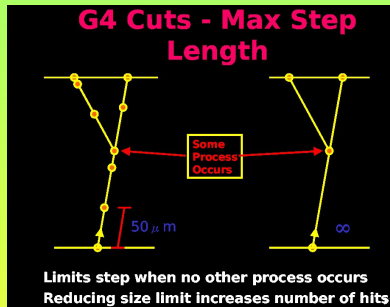 G4 Cuts - Max Step
Length
Some
Process
Occurs
50 μ m
∞
Limits step when no other process occurs
Reducing size limit increases number of hits